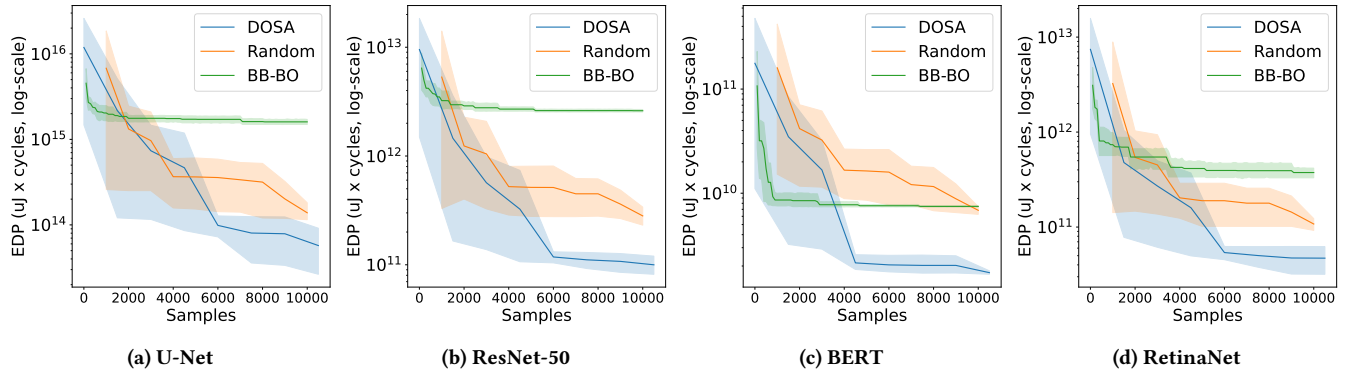 EDP (uJ x cycles, log-scale)
10^16
10^15
10^14
DOSA
Random
BB-BO
0 2000 4000 6000 8000 10000
Samples
(a) U-Net
EDP (uJ x cycles, log-scale)
10^13
10^12
10^11
DOSA
Random
BB-BO
0 2000 4000 6000 8000 10000
Samples
(b) ResNet-50
EDP (uJ x cycles, log-scale)
10^11
10^10
DOSA
Random
BB-BO
0 2000 4000 6000 8000 10000
Samples
(c) BERT
EDP (uJ x cycles, log-scale)
10^13
10^12
10^11
DOSA
Random
BB-BO
0 2000 4000 6000 8000 10000
Samples
(d) RetinaNet